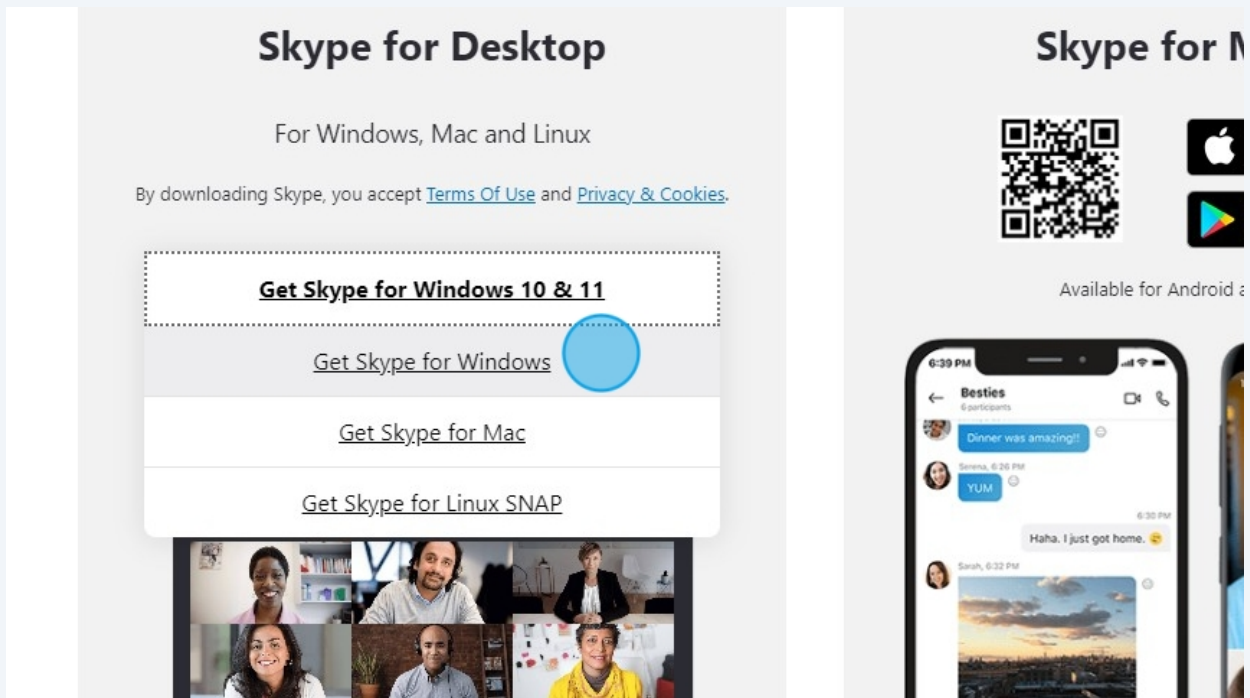 Skype for Desktop
For Windows, Mac and Linux
By downloading Skype, you accept Terms Of Use and Privacy & Cookies.
Get Skype for Windows 10 & 11
Get Skype for Windows
Get Skype for Mac
Get Skype for Linux SNAP
Skype for
Available for Android
6:39 PM
Besties
6 participants
Dinner was amazing!!
Serena, 6:26 PM
YUM
6:30 PM
Haha. I just got home.
Sarah, 6:32 PM